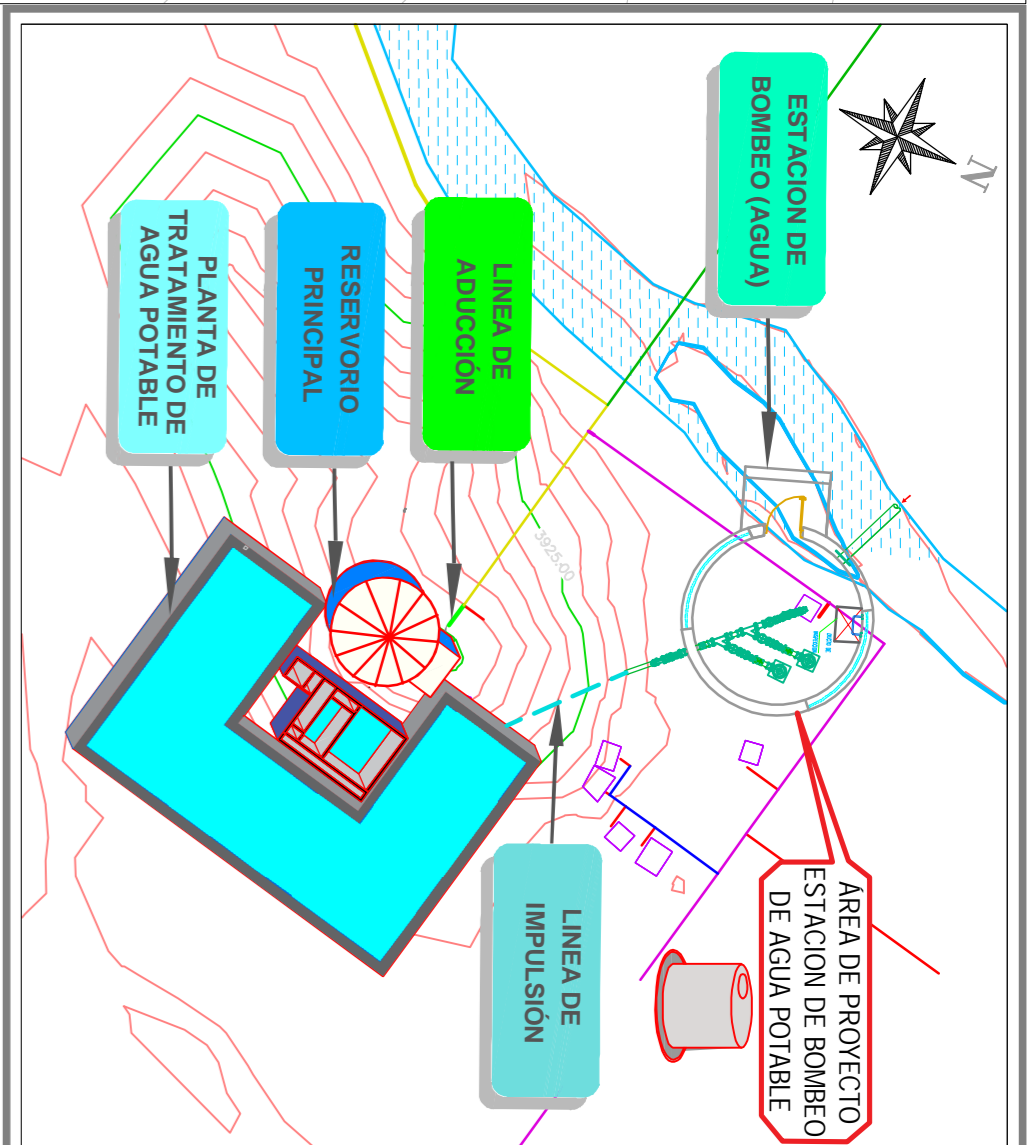 ESTACION DE
BOMBEO (AGUA)
N
LINEA DE
ADUCCIÓN
RESERVORIO
PRINCIPAL
PLANTA DE
TRATAMIENTO DE
AGUA POTABLE
3925.00
ÁREA DE PROYECTO
ESTACION DE BOMBEO
DE AGUA POTABLE
LINEA DE
IMPULSIÓN